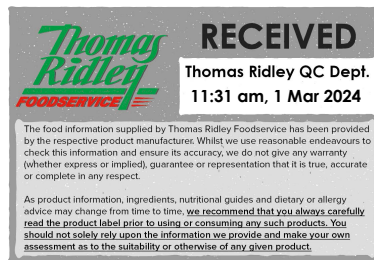 Thomas
Ridley
FOODSERVICE
RECEIVED
Thomas Ridley QC Dept.
11:31 am, 1 Mar 2024
The food information supplied by Thomas Ridley Foodservice has been provided
by the respective product manufacturer. Whilst we use reasonable endeavours to
check this information and ensure its accuracy, we do not give any warranty
(whether express or implied), guarantee or representation that it is true, accurate
or complete in any respect.
As product information, ingredients, nutritional guides and dietary or allergy
advice may change from time to time, we recommend that you always carefully
read the product label prior to using or consuming any such products. You
should not solely rely upon the information we provide and make your own
assessment as to the suitability or otherwise of any given product.